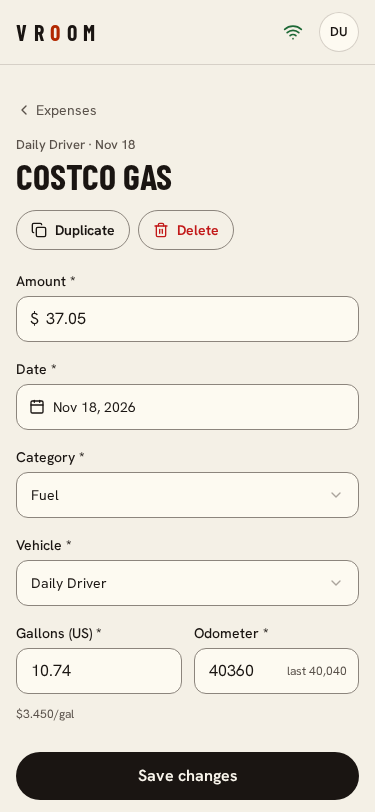 VROOM
DU
Expenses
Daily Driver · Nov 18
COSTCO GAS
Duplicate
Delete
Amount *
$ 37.05
Date *
Nov 18, 2026
Category *
Fuel
Vehicle *
Daily Driver
Gallons (US) *
Odometer *
10.74
40360
last 40,040
$3.450/gal
Save changes